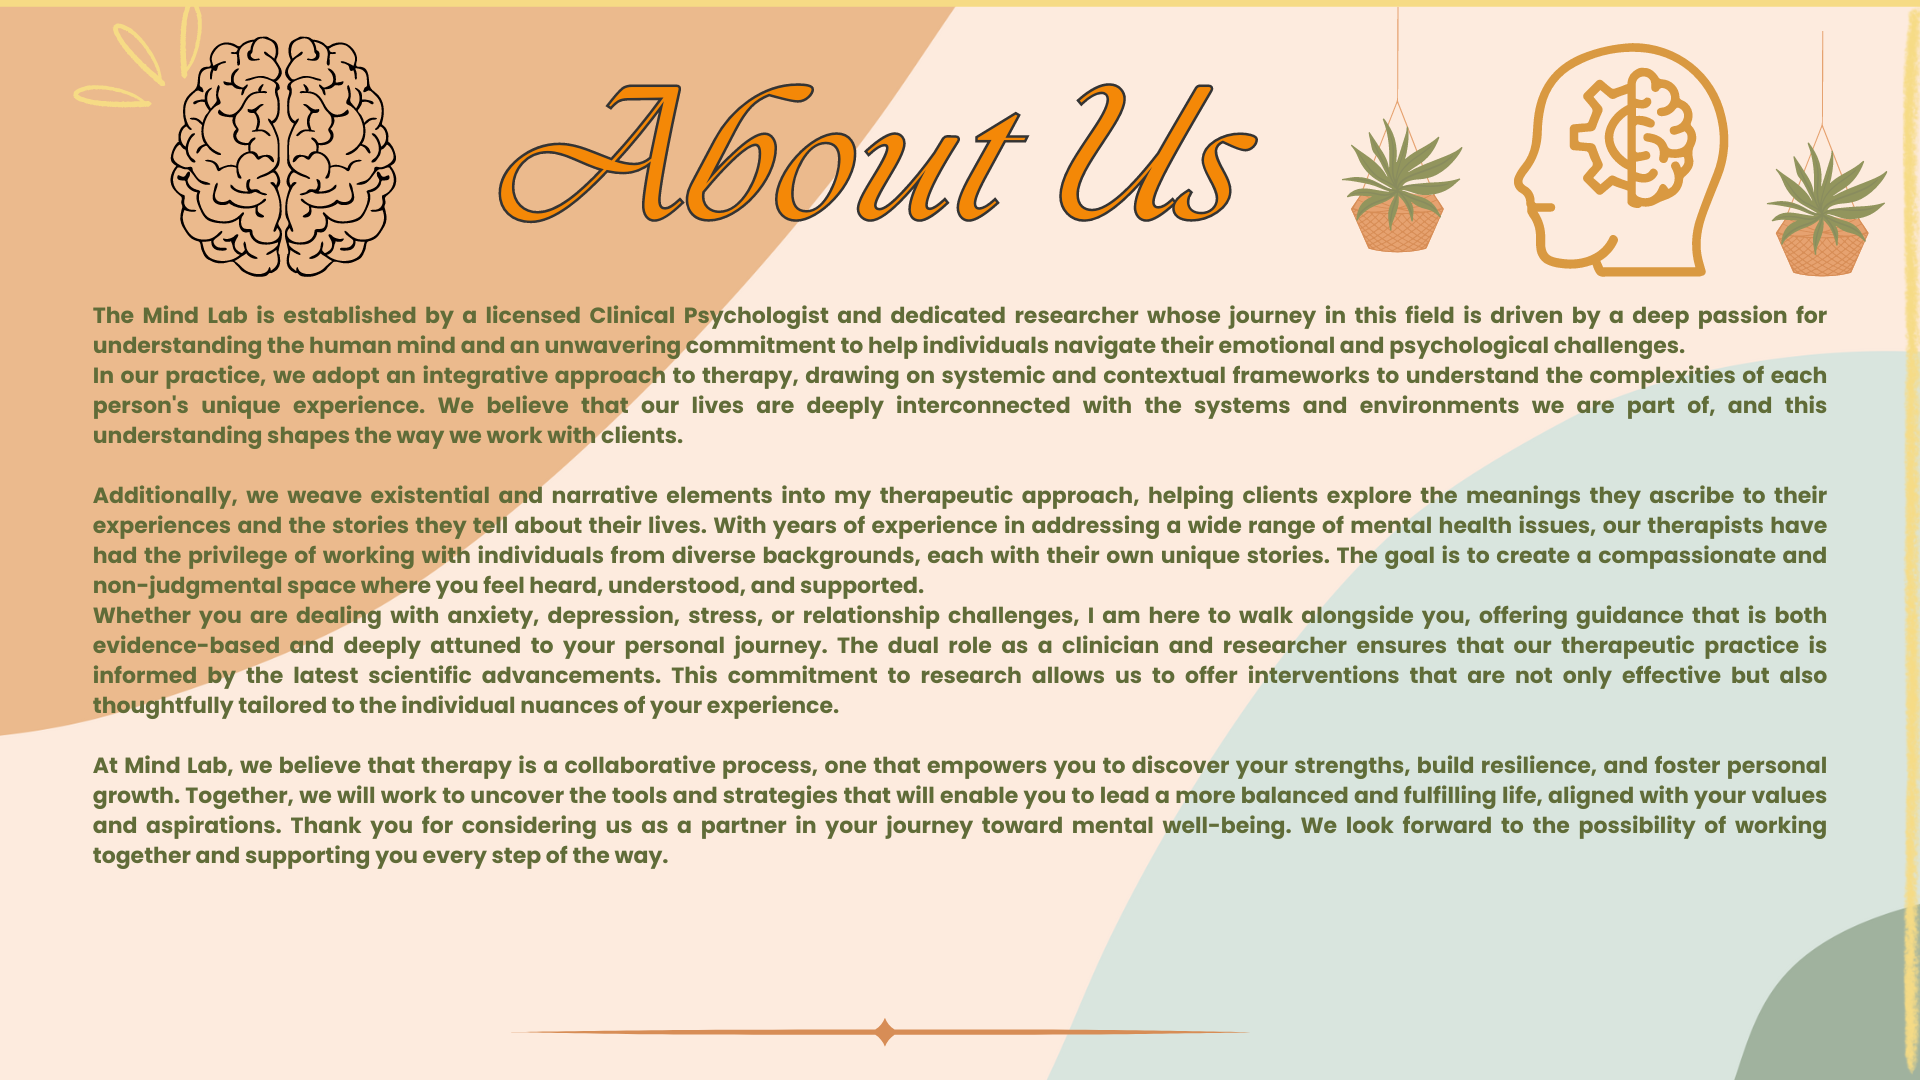 About Us
The Mind Lab is established by a licensed Clinical Psychologist and dedicated researcher whose journey in this field is driven by a deep passion for
understanding the human mind and an unwavering commitment to help individuals navigate their emotional and psychological challenges.
In our practice, we adopt an integrative approach to therapy, drawing on systemic and contextual frameworks to understand the complexities of each
person's unique experience. We believe that our lives are deeply interconnected with the systems and environments we are part of, and this
understanding shapes the way we work with clients.
Additionally, we weave existential and narrative elements into my therapeutic approach, helping clients explore the meanings they ascribe to their
experiences and the stories they tell about their lives. With years of experience in addressing a wide range of mental health issues, our therapists have
had the privilege of working with individuals from diverse backgrounds, each with their own unique stories. The goal is to create a compassionate and
non-judgmental space where you feel heard, understood, and supported.
Whether you are dealing with anxiety, depression, stress, or relationship challenges, I am here to walk alongside you, offering guidance that is both
evidence-based and deeply attuned to your personal journey. The dual role as a clinician and researcher ensures that our therapeutic practice is
informed by the latest scientific advancements. This commitment to research allows us to offer interventions that are not only effective but also
thoughtfully tailored to the individual nuances of your experience.
At Mind Lab, we believe that therapy is a collaborative process, one that empowers you to discover your strengths, build resilience, and foster personal
growth. Together, we will work to uncover the tools and strategies that will enable you to lead a more balanced and fulfilling life, aligned with your values
and aspirations. Thank you for considering us as a partner in your journey toward mental well-being. We look forward to the possibility of working
together and supporting you every step of the way.